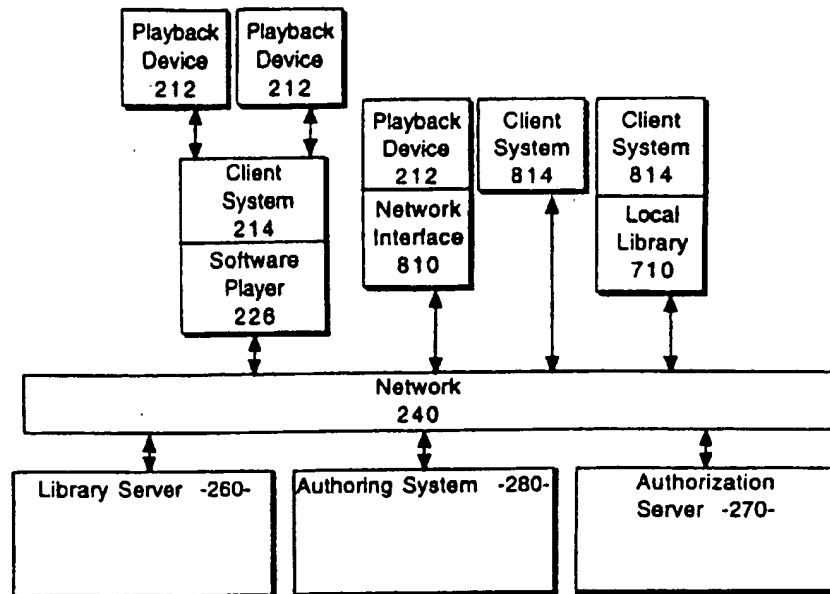 Playback
Device
212
Playback
Device
212
Client
System
214
Software
Player
226
Playback
Device
212
Network
Interface
810
Client
System
814
Client
System
814
Local
Library
710
Network
240
Library Server -260-
Authoring System -280-
Authorization
Server -270-